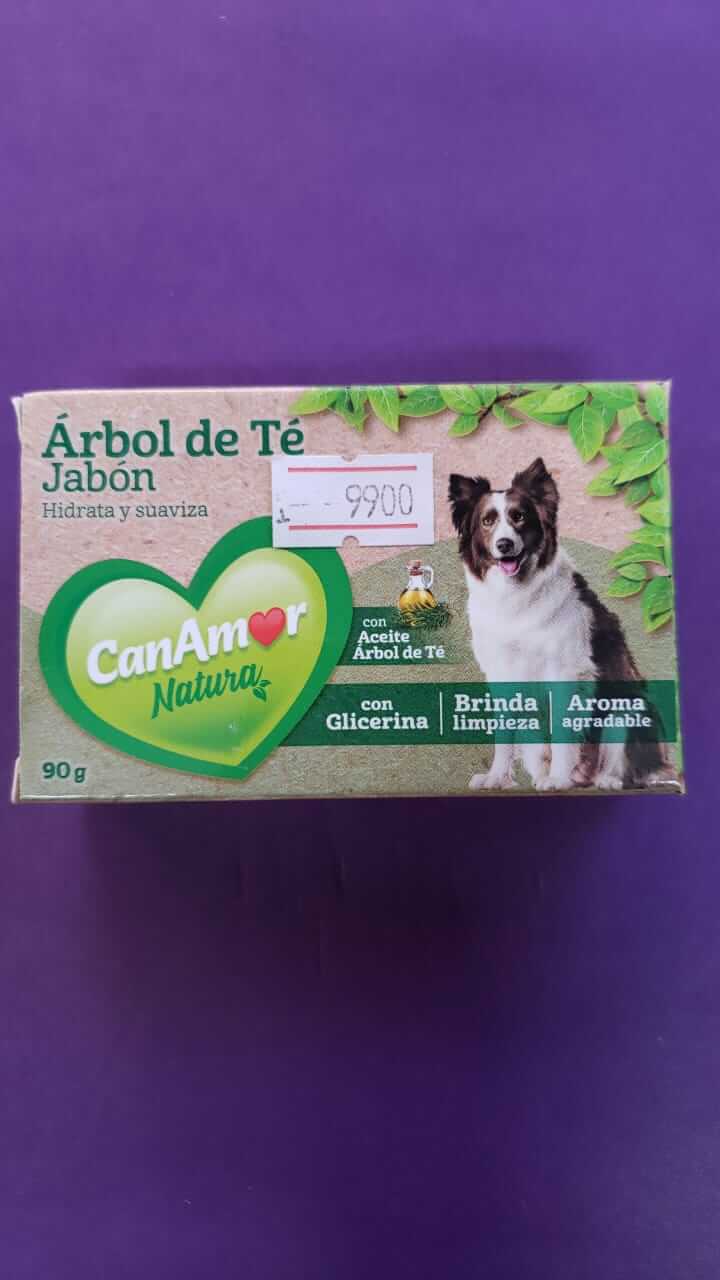 Árbol de Té
Jabón
Hidrata y suaviza
9900
CanAmor
Natura
con
Aceite
Árbol de Té
con
Glicerina
Brinda
limpieza
Aroma
agradable
90 g